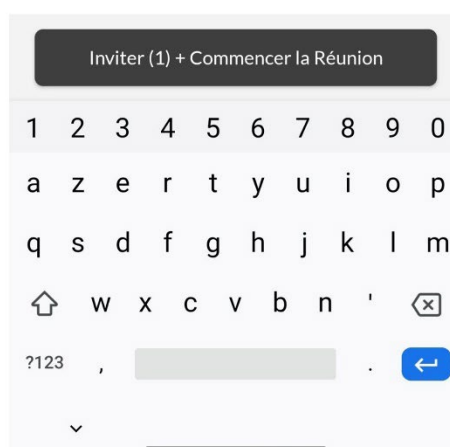 Inviter (1) + Commencer la Réunion
1 2 3 4 5 6 7 8 9 0
a z e r t y u i o p
q s d f g h j k l m
w x c v b n '
?123 , .